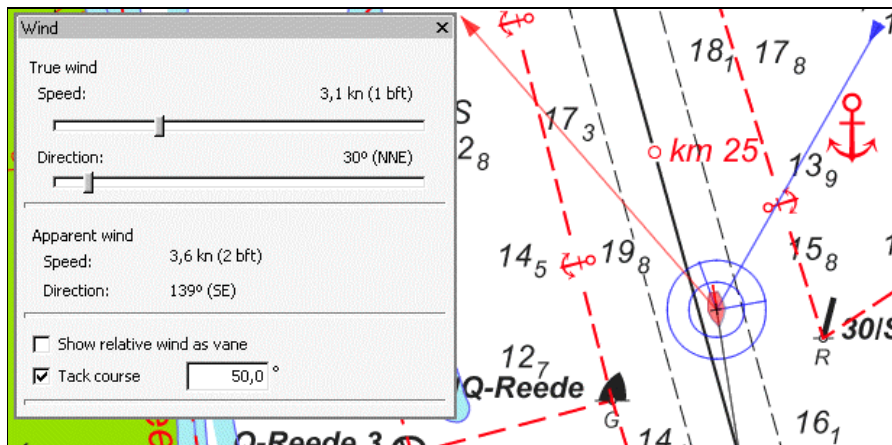 Wind
True wind
Speed: 3,1 kn (1 bft)
Direction: 30º (NNE)
Apparent wind
Speed: 3,6 kn (2 bft)
Direction: 139º (SE)
Show relative wind as vane
Tack course 50,0 °
S
2 8
17 3
18 1
17 8
km 25
13 9
14 5
19 8
15 8
30/S
R
12 7
Q-Reede
G
Q-Reede 3
14
16 1